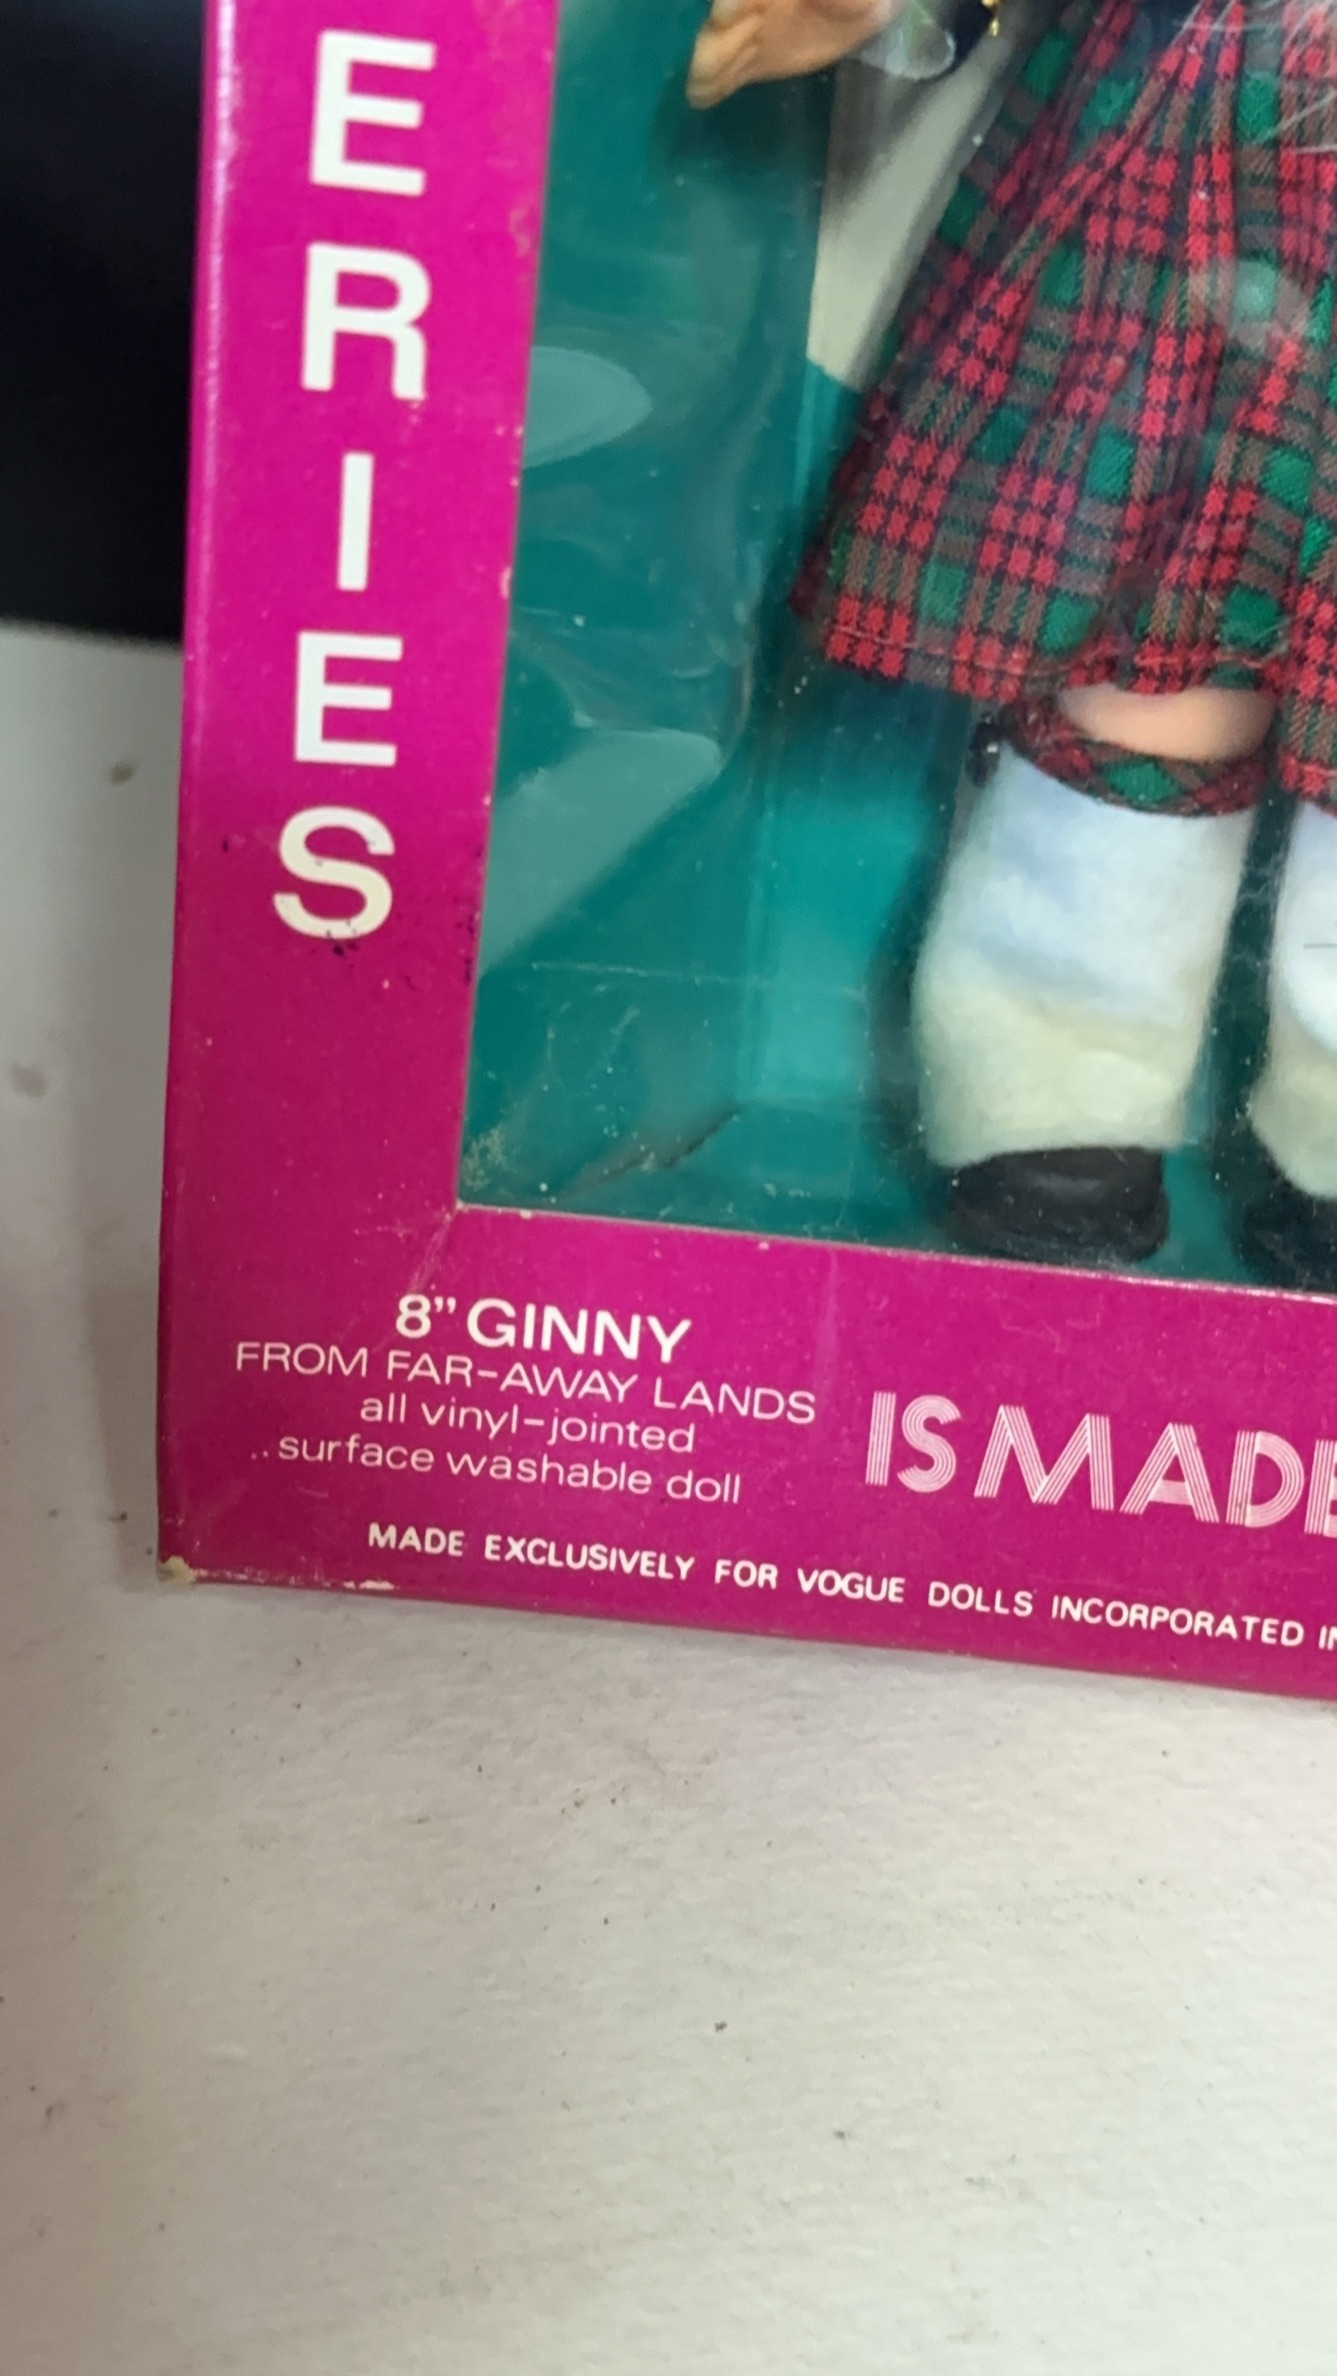 ERIES
8" GINNY
FROM FAR-AWAY LANDS
all vinyl-jointed
..surface washable doll
IS MADE
MADE EXCLUSIVELY FOR VOGUE DOLLS INCORPORATED IN